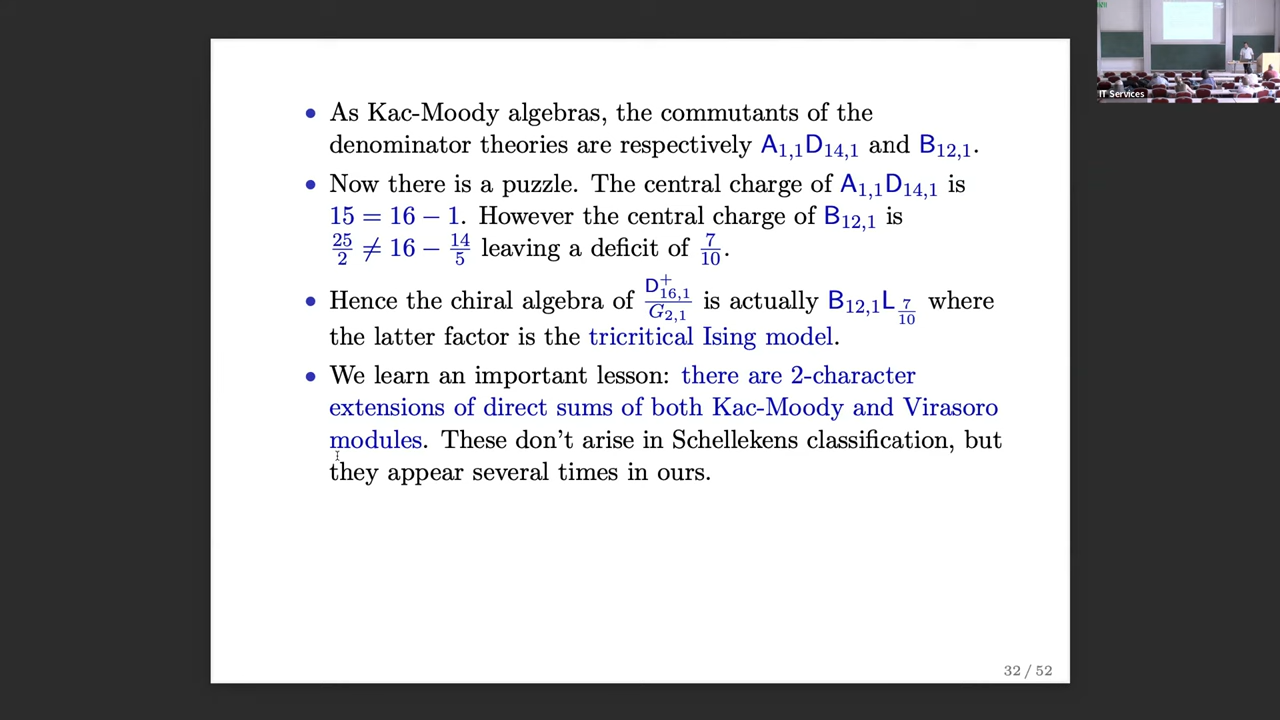 • As Kac-Moody algebras, the commutants of the
denominator theories are respectively A₁,₁D₁₄,₁ and B₁₂,₁.
• Now there is a puzzle. The central charge of A₁,₁D₁₄,₁ is
15 = 16 − 1. However the central charge of B₁₂,₁ is
25/2 ≠ 16 − 14/5 leaving a deficit of 7/10.
• Hence the chiral algebra of D⁺₁₆,₁/G₂,₁ is actually B₁₂,₁L₇/₁₀ where
the latter factor is the tricritical Ising model.
• We learn an important lesson: there are 2-character
extensions of direct sums of both Kac-Moody and Virasoro
modules. These don't arise in Schellekens classification, but
they appear several times in ours.
32 / 52
IT Services